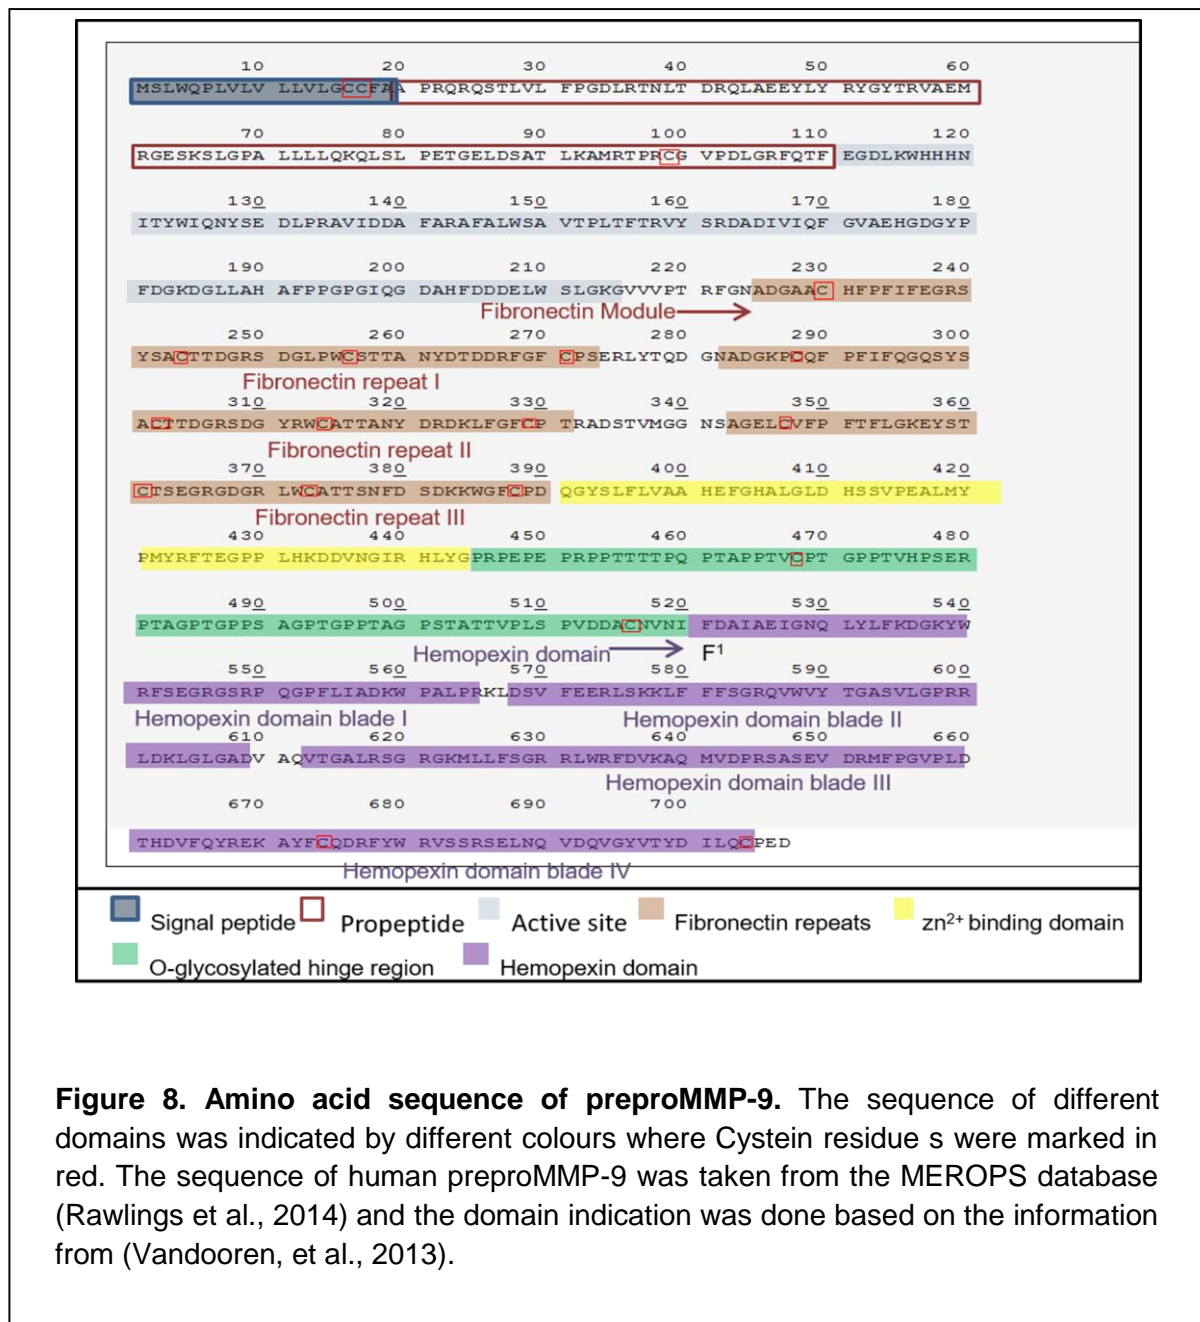 10 20 30 40 50 60
MSLWQPLVLV LLVLGCCFAA PRQRQSTLVL FPGDLRTNLT DRQLAEEYLY RYGYTRVAEM
70 80 90 100 110 120
RGESKSLGPA LLLLQKQLSL PETGELDSAT LKAMRTPRCG VPDLGRFQTF EGDLKWHHHN
130 140 150 160 170 180
ITYWIQNYSE DLPRAVIDDA FARAFALWSA VTPLTFTRVY SRDADIVIQF GVAEHGDGYP
190 200 210 220 230 240
FDGKDGLLAH AFPPGPGIQG DAHFDDDELW SLGKGVVVPT RFGNADGAAC HFPFIFEGRS
Fibronectin Module
250 260 270 280 290 300
YSACTTDGRS DGLPWCSTTA NYDTDDRFGF CPSERLYTQD GNADGKPCQF PFIFQGQSYS
Fibronectin repeat I
310 320 330 340 350 360
ACTTDGRSDG YRWCATTANY DRDKLFGFCP TRADSTVMGG NSAGELCVFP FTFLGKEYST
Fibronectin repeat II
370 380 390 400 410 420
CTSEGRGDGR LWCATTSNFD SDKKWGFCPD QGYSLFLVAA HEFGHALGLD HSSVPEALMY
Fibronectin repeat III
430 440 450 460 470 480
PMYRFTEGPP LHKDDVNGIR HLYGPRPEPE PRPPTTTTPQ PTAPPTVCPT GPPTVHPSER
490 500 510 520 530 540
PTAGPTGPPS AGPTGPPTAG PSTATTVPLS PVDDACNVNI FDAIAEIGNQ LYLFKDGKYW
Hemopexin domain F¹
550 560 570 580 590 600
RFSEGRGSRP QGPFLIADKW PALPRKLDSV FEERLSKKLF FFSGRQVWVY TGASVLGPRR
Hemopexin domain blade I Hemopexin domain blade II
610 620 630 640 650 660
LDKLGLGADV AQVTGALRSG RGKMLLFSGR RLWRFDVKAQ MVDPRSASEV DRMFPGVPLD
Hemopexin domain blade III
670 680 690 700
THDVFQYREK AYFCQDRFYW RVSSRSELNQ VDQVGYVTYD ILQCPED
Hemopexin domain blade IV
Signal peptide Propeptide Active site Fibronectin repeats zn²⁺ binding domain
O-glycosylated hinge region Hemopexin domain
Figure 8. Amino acid sequence of preproMMP-9. The sequence of different
domains was indicated by different colours where Cystein residue s were marked in
red. The sequence of human preproMMP-9 was taken from the MEROPS database
(Rawlings et al., 2014) and the domain indication was done based on the information
from (Vandooren, et al., 2013).